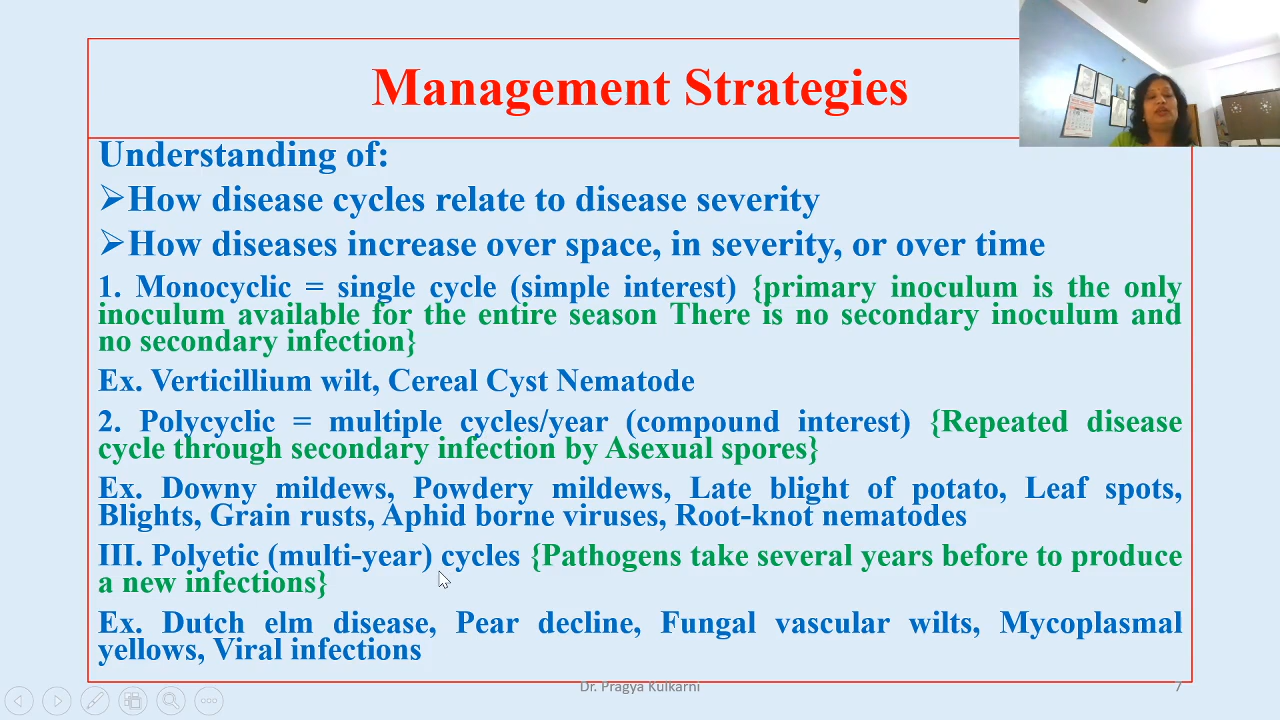 Management Strategies
Understanding of:
➢How disease cycles relate to disease severity
➢How diseases increase over space, in severity, or over time
1. Monocyclic = single cycle (simple interest) {primary inoculum is the only
inoculum available for the entire season There is no secondary inoculum and
no secondary infection}
Ex. Verticillium wilt, Cereal Cyst Nematode
2. Polycyclic = multiple cycles/year (compound interest) {Repeated disease
cycle through secondary infection by Asexual spores}
Ex. Downy mildews, Powdery mildews, Late blight of potato, Leaf spots,
Blights, Grain rusts, Aphid borne viruses, Root-knot nematodes
III. Polyetic (multi-year) cycles {Pathogens take several years before to produce
a new infections}
Ex. Dutch elm disease, Pear decline, Fungal vascular wilts, Mycoplasmal
yellows, Viral infections
Dr. Pragya Kulkarni
7